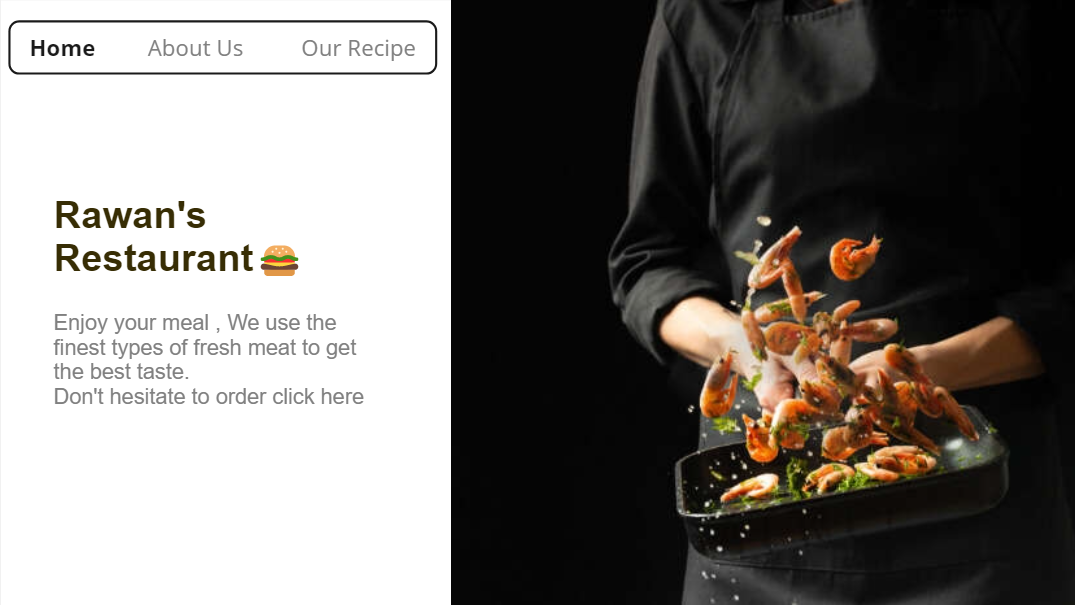 Home About Us Our Recipe
Rawan's
Restaurant🍔
Enjoy your meal , We use the
finest types of fresh meat to get
the best taste.
Don't hesitate to order click here